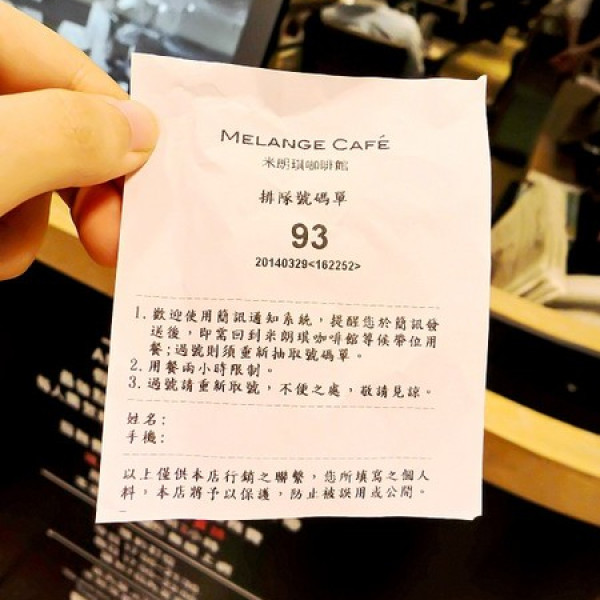 MELANGE CAFÉ
米朗琪咖啡館
排隊號碼單
93
20140329<162252>
1. 歡迎使用簡訊通知系統，提醒您於簡訊發
送後，即需回到米朗琪咖啡館等候帶位用
餐;過號則須重新抽取號碼單。
2. 用餐兩小時限制。
3. 過號請重新取號，不便之處，敬請見諒。
姓名:
手機:
以上僅供本店行銷之聯繫，您所填寫之個人
料，本店將予以保護，防止被誤用或公開。